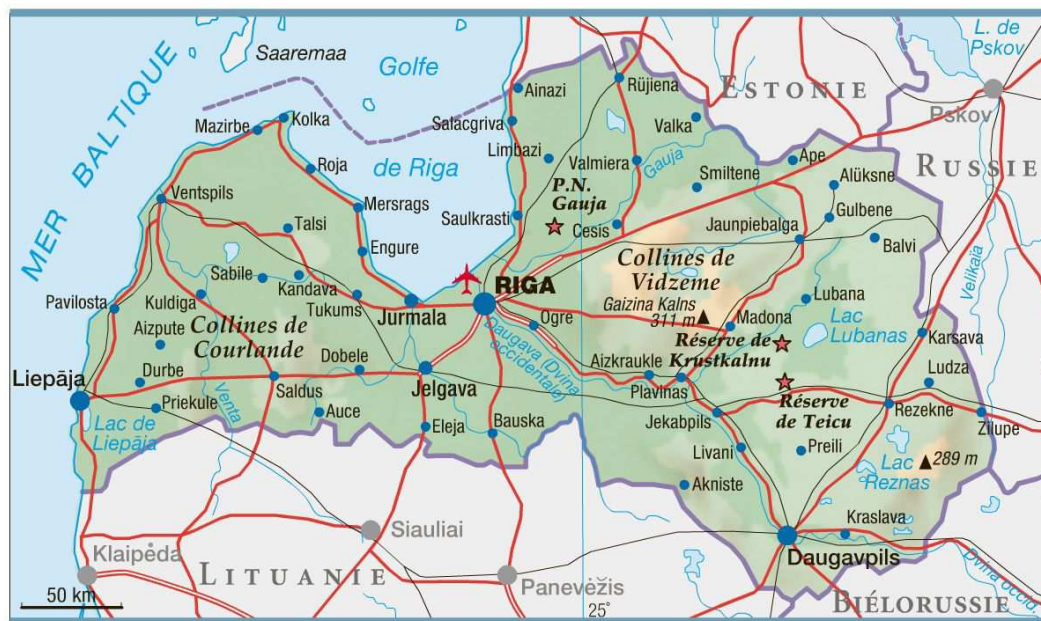 MER BALTIQUE
Saaremaa
Golfe
de Riga
L. de
Pskov
ESTONIE
Pskov
RUSSIE
Velikaïa
Ainazi
Rūjiena
Salacgriva
Valka
Limbazi
Valmiera
Gauja
Ape
Smiltene
Alūksne
P.N.
Gauja
Saulkrasti
Cesis
Jaunpiebalga
Gulbene
Balvi
Mazirbe
Kolka
Roja
Ventspils
Mersrags
Talsi
Engure
Sabile
Kandava
Tukums
Pavilosta
Kuldiga
Aizpute
Collines de
Courlande
Jurmala
RIGA
Ogre
Daugava (Dvina
occidentale)
Collines de
Vidzeme
Gaizina Kalns
311 m
Madona
Lubana
Lac
Lubanas
Karsava
Réserve de
Krustkalnu
Aizkraukle
Plavinas
Ludza
Liepāja
Durbe
Priekule
Lac de
Liepāja
Venta
Saldus
Dobele
Auce
Jelgava
Eleja
Bauska
Jekabpils
Réserve
de Teicu
Rezekne
Zilupe
Livani
Preili
Lac
Reznas
289 m
Akniste
Kraslava
Daugavpils
Dvina occid.
Siauliai
Klaipėda
LITUANIE
Panevėžis
BIÉLORUSSIE
50 km
25°